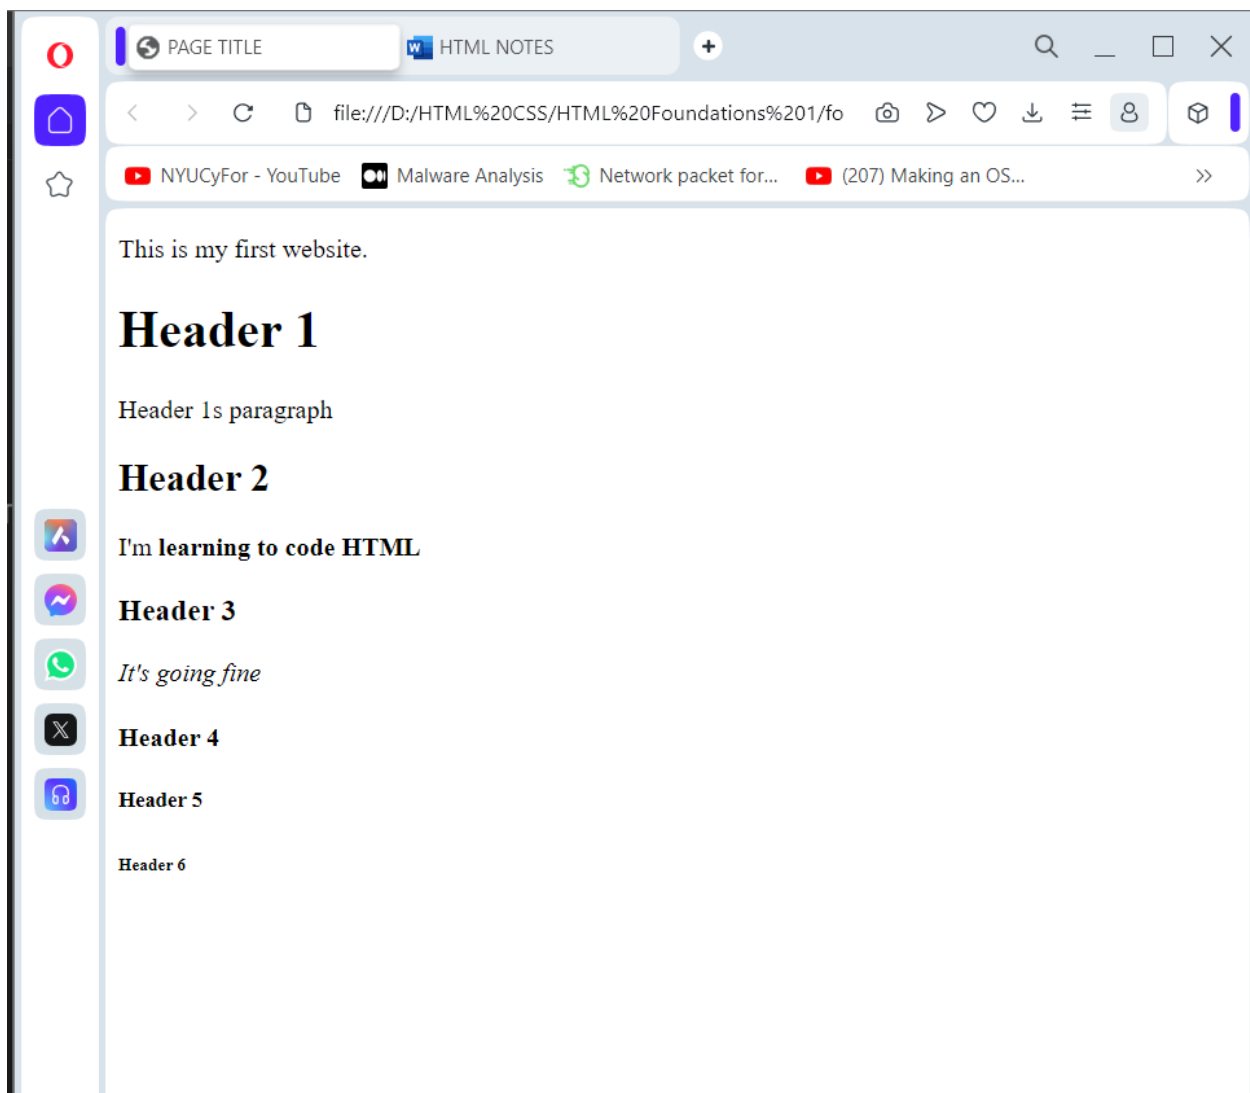 PAGE TITLE HTML NOTES
file:///D:/HTML%20CSS/HTML%20Foundations%201/fo
NYUCyFor - YouTube Malware Analysis Network packet for... (207) Making an OS...
This is my first website.
Header 1
Header 1s paragraph
Header 2
I'm learning to code HTML
Header 3
It's going fine
Header 4
Header 5
Header 6